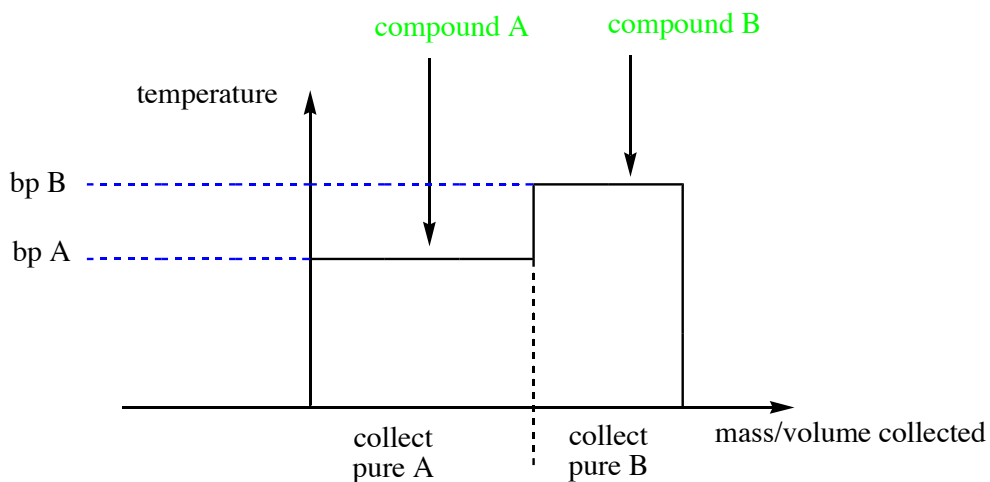 compound A
compound B
temperature
bp B
bp A
collect
pure A
collect
pure B
mass/volume collected